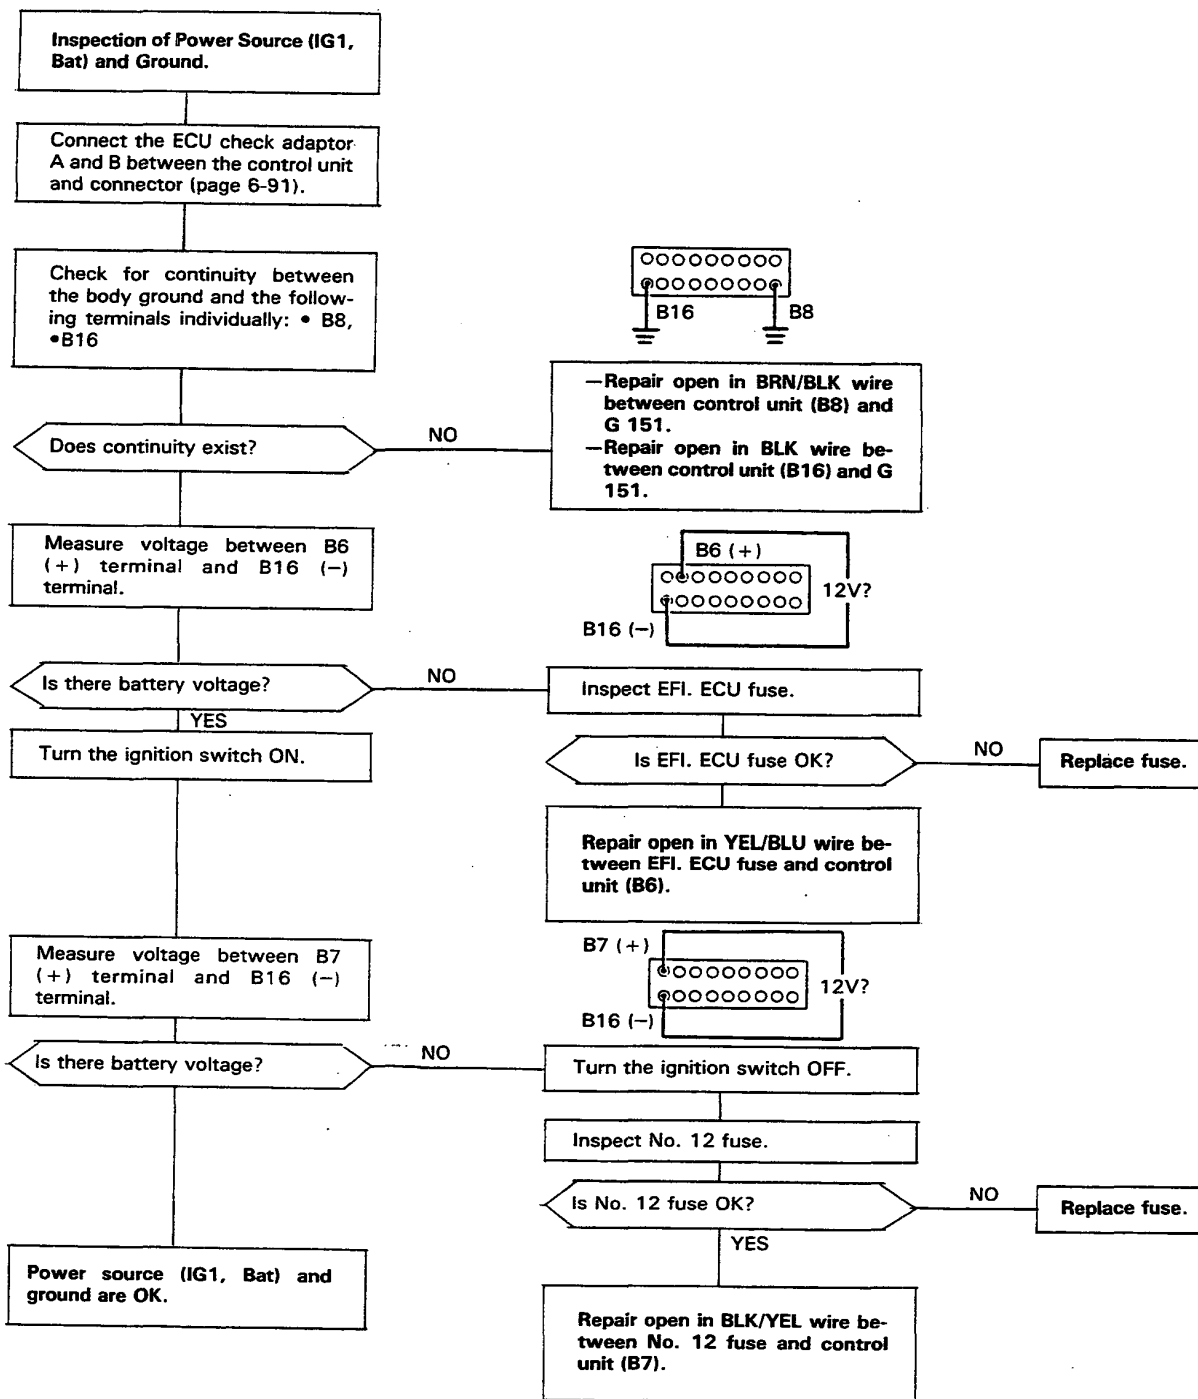 Inspection of Power Source (IG1,
Bat) and Ground.
Connect the ECU check adaptor
A and B between the control unit
and connector (page 6-91).
Check for continuity between
the body ground and the follow-
ing terminals individually: • B8,
•B16
B16
B8
Does continuity exist?
NO
—Repair open in BRN/BLK wire
between control unit (B8) and
G 151.
—Repair open in BLK wire be-
tween control unit (B16) and G
151.
Measure voltage between B6
(+) terminal and B16 (−)
terminal.
B6 (+)
12V?
B16 (−)
Is there battery voltage?
NO
YES
Inspect EFI. ECU fuse.
Turn the ignition switch ON.
Is EFI. ECU fuse OK?
NO
Replace fuse.
Repair open in YEL/BLU wire be-
tween EFI. ECU fuse and control
unit (B6).
Measure voltage between B7
(+) terminal and B16 (−)
terminal.
B7 (+)
12V?
B16 (−)
Is there battery voltage?
NO
Turn the ignition switch OFF.
Inspect No. 12 fuse.
Is No. 12 fuse OK?
NO
Replace fuse.
YES
Power source (IG1, Bat) and
ground are OK.
Repair open in BLK/YEL wire be-
tween No. 12 fuse and control
unit (B7).